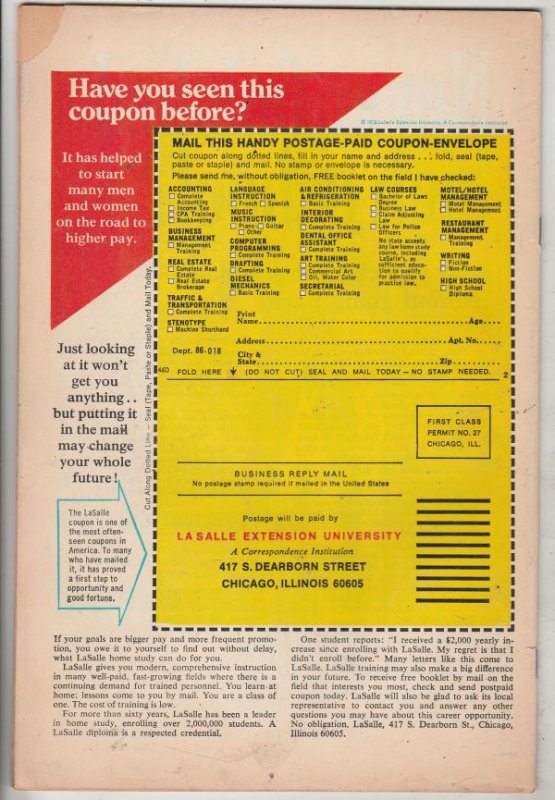 Have you seen this
coupon before?
© 1973 LaSalle Extension University: A Correspondence Institution
It has helped
to start
many men
and women
on the road to
higher pay.
Just looking
at it won't
get you
anything..
but putting it
in the mail
may change
your whole
future!
The LaSalle
coupon is one of
the most often-
seen coupons in
America. To many
who have mailed
it, it has proved
a first step to
opportunity and
good fortune.
Cut Along Dotted Line — Seal (Tape, Paste or Staple) and Mail Today.
MAIL THIS HANDY POSTAGE-PAID COUPON-ENVELOPE
Cut coupon along dotted lines, fill in your name and address . . . fold, seal (tape,
paste or staple) and mail. No stamp or envelope is necessary.
Please send me, without obligation, FREE booklet on the field I have checked:
ACCOUNTING
Complete
Accounting
Income Tax
CPA Training
Bookkeeping
BUSINESS
MANAGEMENT
Management
Training
REAL ESTATE
Complete Real
Estate
Real Estate
Brokerage
TRAFFIC &
TRANSPORTATION
Complete Training
STENOTYPE
Machine Shorthand
LANGUAGE
INSTRUCTION
French Spanish
MUSIC
INSTRUCTION
Piano Guitar
Other
COMPUTER
PROGRAMMING
Complete Training
DRAFTING
Complete Training
DIESEL
MECHANICS
Basic Training
AIR CONDITIONING
& REFRIGERATION
Basic Training
INTERIOR
DECORATING
Complete Training
DENTAL OFFICE
ASSISTANT
Complete Training
ART TRAINING
Complete Training
Commercial Art
Oil, Water Color
SECRETARIAL
Complete Training
LAW COURSES
Bachelor of Laws
Degree
Business Law
Claim Adjusting
Law
Law for Police
Officers
No state accepts
any law home study
course, including
LaSalle's, as
sufficient educa-
tion to qualify
for admission to
practice law.
MOTEL/HOTEL
MANAGEMENT
Motel Management
Hotel Management
RESTAURANT
MANAGEMENT
Management
Training
WRITING
Fiction
Non-Fiction
HIGH SCHOOL
High School
Diploma
Print
Name Age
Address Apt. No.
Dept. 86-018
City &
State Zip
46D FOLD HERE (DO NOT CUT) SEAL AND MAIL TODAY – NO STAMP NEEDED. 2
FIRST CLASS
PERMIT NO. 27
CHICAGO, ILL.
BUSINESS REPLY MAIL
No postage stamp required if mailed in the United States
Postage will be paid by
LA SALLE EXTENSION UNIVERSITY
A Correspondence Institution
417 S. DEARBORN STREET
CHICAGO, ILLINOIS 60605
If your goals are bigger pay and more frequent promo-
tion, you owe it to yourself to find out without delay,
what LaSalle home study can do for you.
LaSalle gives you modern, comprehensive instruction
in many well-paid, fast-growing fields where there is a
continuing demand for trained personnel. You learn at
home; lessons come to you by mail. You are a class of
one. The cost of training is low.
For more than sixty years, LaSalle has been a leader
in home study, enrolling over 2,000,000 students. A
LaSalle diploma is a respected credential.
One student reports: "I received a $2,000 yearly in-
crease since enrolling with LaSalle. My regret is that I
didn't enroll before." Many letters like this come to
LaSalle. LaSalle training may also make a big difference
in your future. To receive free booklet by mail on the
field that interests you most, check and send postpaid
coupon today. LaSalle will also be glad to ask its local
representative to contact you and answer any other
questions you may have about this career opportunity.
No obligation. LaSalle, 417 S. Dearborn St., Chicago,
Illinois 60605.